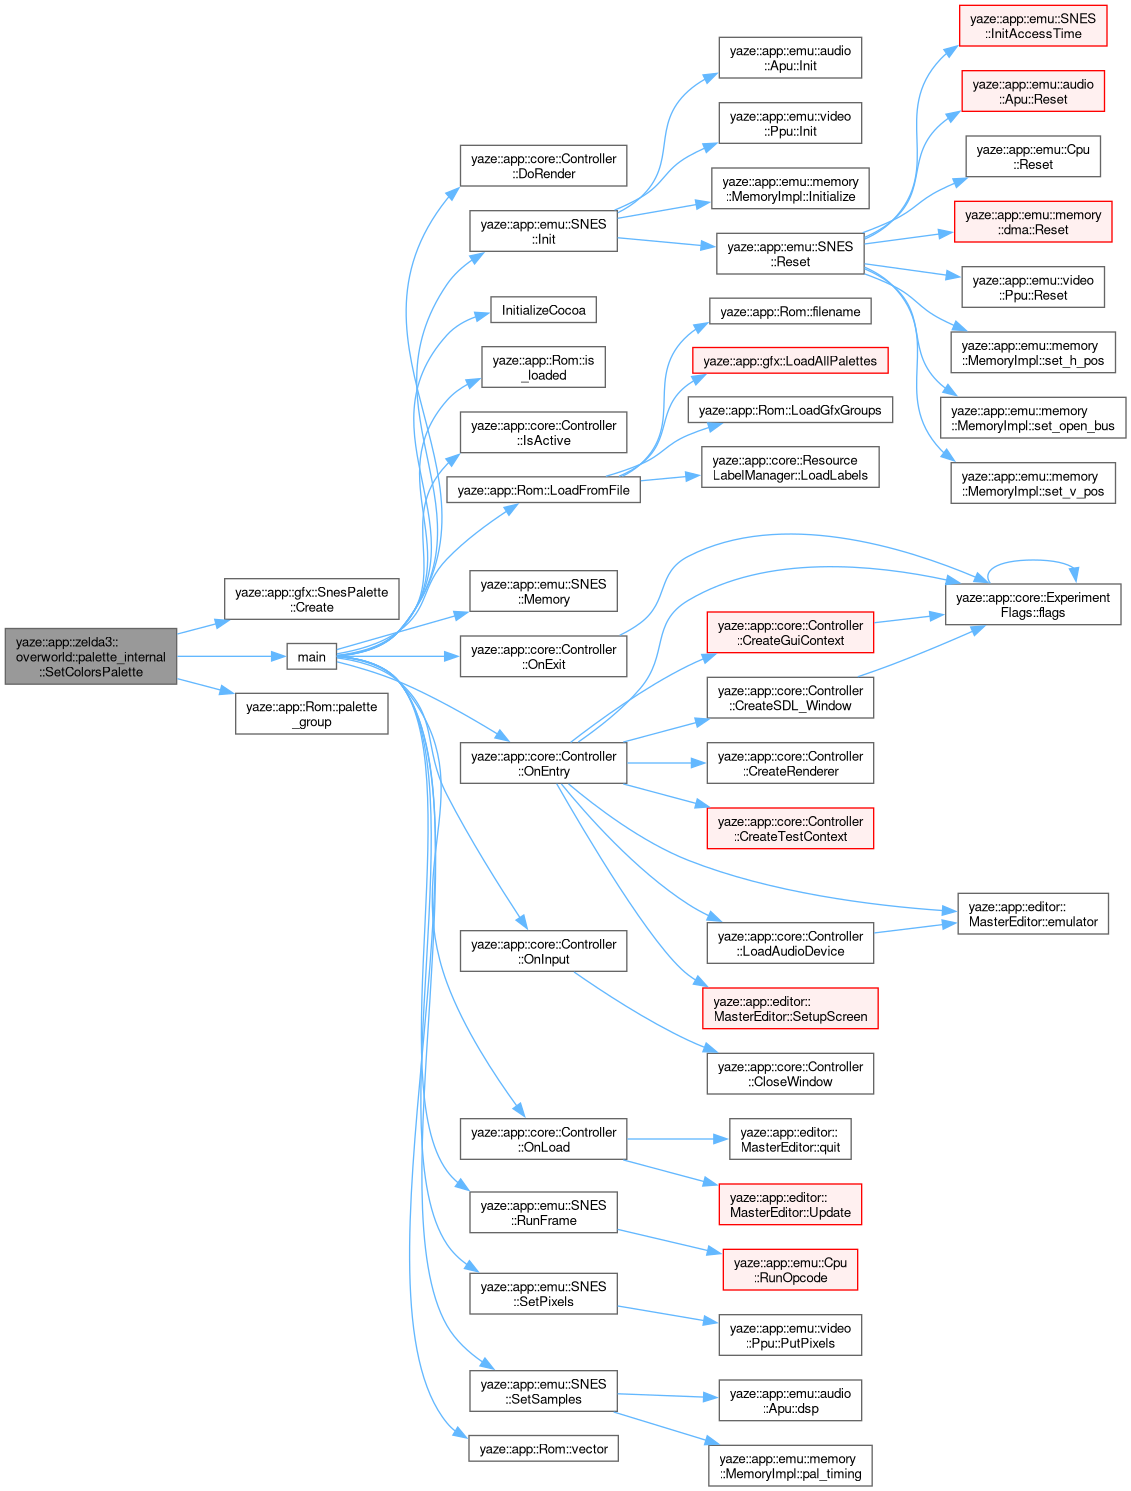 yaze::app::zelda3::
overworld::palette_internal
::SetColorsPalette
yaze::app::gfx::SnesPalette
::Create
main
yaze::app::Rom::palette
_group
yaze::app::core::Controller
::DoRender
yaze::app::emu::SNES
::Init
InitializeCocoa
yaze::app::Rom::is
_loaded
yaze::app::core::Controller
::IsActive
yaze::app::Rom::LoadFromFile
yaze::app::emu::SNES
::Memory
yaze::app::core::Controller
::OnExit
yaze::app::core::Controller
::OnEntry
yaze::app::core::Controller
::OnInput
yaze::app::core::Controller
::OnLoad
yaze::app::emu::SNES
::RunFrame
yaze::app::emu::SNES
::SetPixels
yaze::app::emu::SNES
::SetSamples
yaze::app::Rom::vector
yaze::app::emu::audio
::Apu::Init
yaze::app::emu::video
::Ppu::Init
yaze::app::emu::memory
::MemoryImpl::Initialize
yaze::app::emu::SNES
::Reset
yaze::app::Rom::filename
yaze::app::gfx::LoadAllPalettes
yaze::app::Rom::LoadGfxGroups
yaze::app::core::Resource
LabelManager::LoadLabels
yaze::app::core::Controller
::CreateGuiContext
yaze::app::core::Controller
::CreateSDL_Window
yaze::app::core::Controller
::CreateRenderer
yaze::app::core::Controller
::CreateTestContext
yaze::app::core::Controller
::LoadAudioDevice
yaze::app::editor::
MasterEditor::SetupScreen
yaze::app::core::Controller
::CloseWindow
yaze::app::editor::
MasterEditor::quit
yaze::app::editor::
MasterEditor::Update
yaze::app::emu::Cpu
::RunOpcode
yaze::app::emu::video
::Ppu::PutPixels
yaze::app::emu::audio
::Apu::dsp
yaze::app::emu::memory
::MemoryImpl::pal_timing
yaze::app::emu::SNES
::InitAccessTime
yaze::app::emu::audio
::Apu::Reset
yaze::app::emu::Cpu
::Reset
yaze::app::emu::memory
::dma::Reset
yaze::app::emu::video
::Ppu::Reset
yaze::app::emu::memory
::MemoryImpl::set_h_pos
yaze::app::emu::memory
::MemoryImpl::set_open_bus
yaze::app::emu::memory
::MemoryImpl::set_v_pos
yaze::app::core::Experiment
Flags::flags
yaze::app::editor::
MasterEditor::emulator